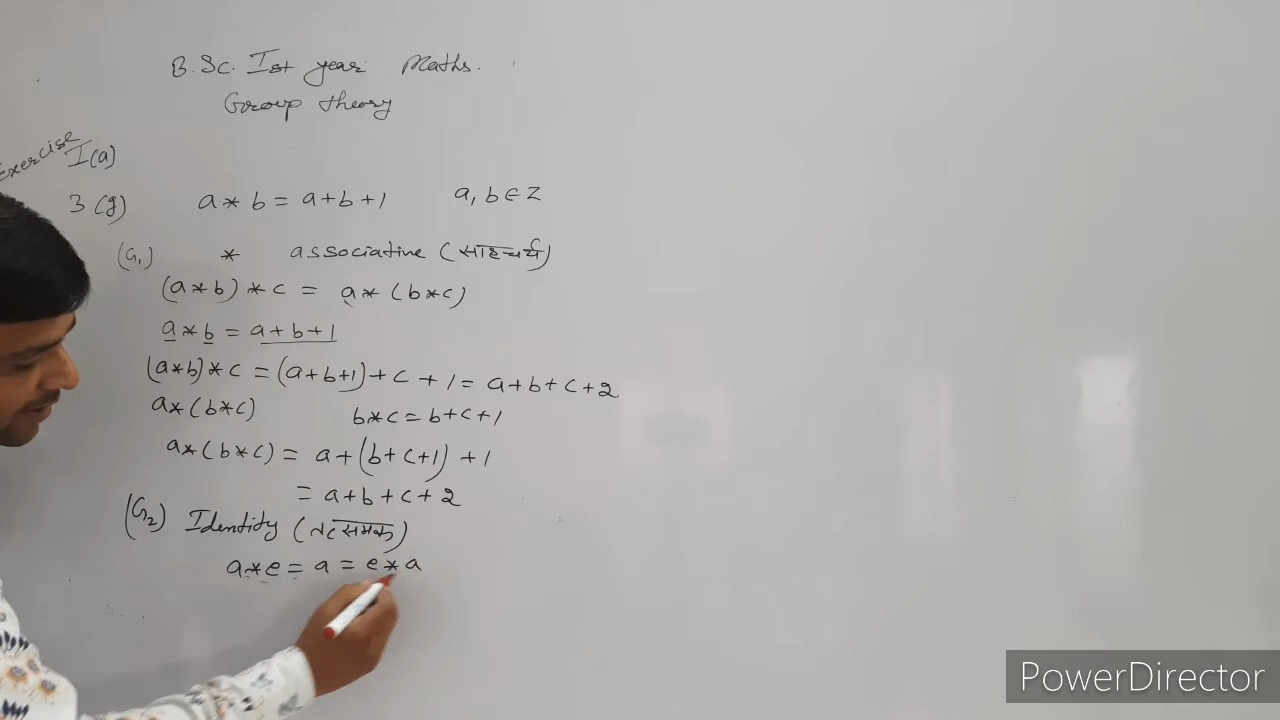 B.Sc. Ist year Maths.
Group theory
Exercise I(a)
3(g) a * b = a+b+1 a, b ∈ Z
(G₁) * associative (साहचर्य)
(a*b)*c = a*(b*c)
a*b = a+b+1
(a*b)*c = (a+b+1)+c+1 = a+b+c+2
a*(b*c) b*c = b+c+1
a*(b*c) = a+(b+c+1)+1
= a+b+c+2
(G₂) Identity (तत्समक)
a*e = a = e*a
PowerDirector